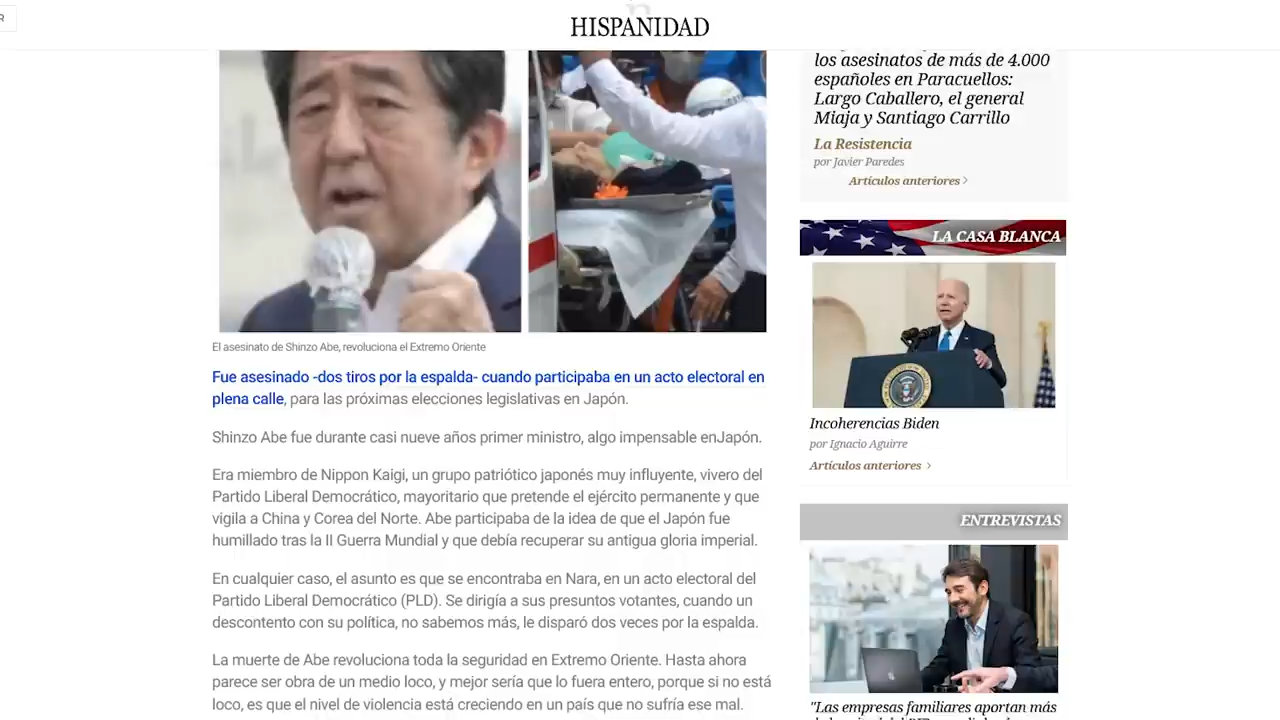 R
HISPANIDAD
El asesinato de Shinzo Abe, revoluciona el Extremo Oriente
Fue asesinado -dos tiros por la espalda- cuando participaba en un acto electoral en
plena calle, para las próximas elecciones legislativas en Japón.
Shinzo Abe fue durante casi nueve años primer ministro, algo impensable enJapón.
Era miembro de Nippon Kaigi, un grupo patriótico japonés muy influyente, vivero del
Partido Liberal Democrático, mayoritario que pretende el ejército permanente y que
vigila a China y Corea del Norte. Abe participaba de la idea de que el Japón fue
humillado tras la II Guerra Mundial y que debía recuperar su antigua gloria imperial.
En cualquier caso, el asunto es que se encontraba en Nara, en un acto electoral del
Partido Liberal Democrático (PLD). Se dirigía a sus presuntos votantes, cuando un
descontento con su política, no sabemos más, le disparó dos veces por la espalda.
La muerte de Abe revoluciona toda la seguridad en Extremo Oriente. Hasta ahora
parece ser obra de un medio loco, y mejor sería que lo fuera entero, porque si no está
loco, es que el nivel de violencia está creciendo en un país que no sufría ese mal.
los asesinatos de más de 4.000
españoles en Paracuellos:
Largo Caballero, el general
Miaja y Santiago Carrillo
La Resistencia
por Javier Paredes
Artículos anteriores >
LA CASA BLANCA
Incoherencias Biden
por Ignacio Aguirre
Artículos anteriores >
ENTREVISTAS
"Las empresas familiares aportan más